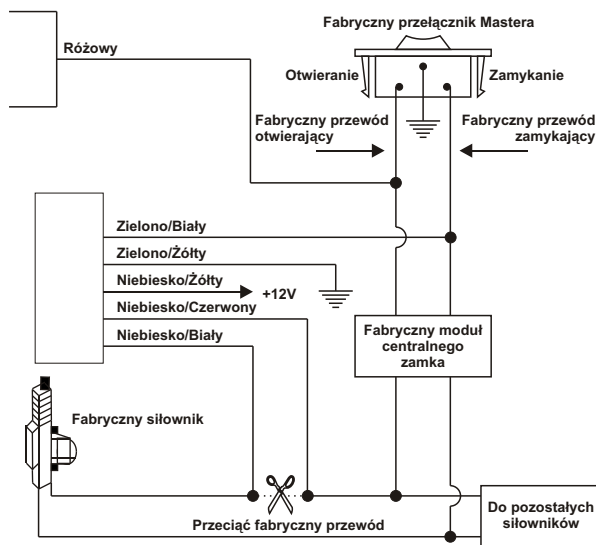 Fabryczny przełącznik Mastera
Różowy
Otwieranie
Zamykanie
Fabryczny przewód
otwierający
Fabryczny przewód
zamykający
Zielono/Biały
Zielono/Żółty
Niebiesko/Żółty
+12V
Niebiesko/Czerwony
Niebiesko/Biały
Fabryczny moduł
centralnego
zamka
Fabryczny siłownik
Przeciąć fabryczny przewód
Do pozostałych
siłowników